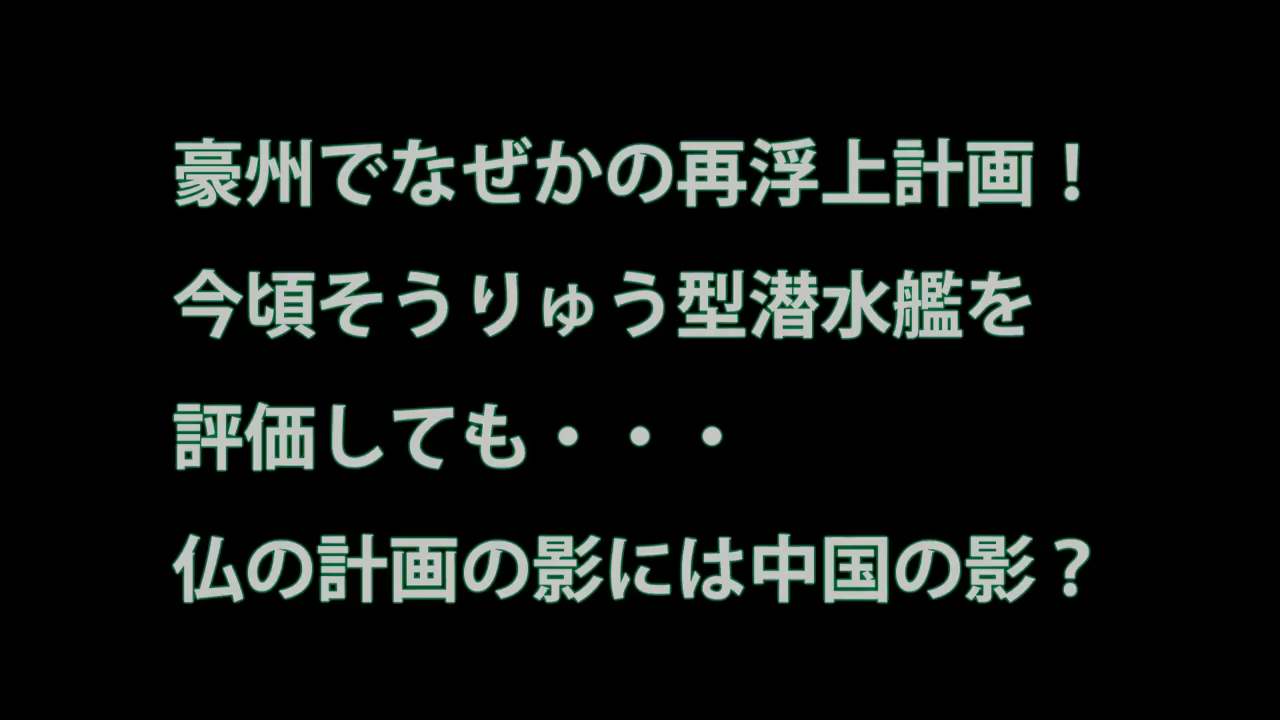 豪州でなぜかの再浮上計画！
今頃そうりゅう型潜水艦を
評価しても・・・
仏の計画の影には中国の影？